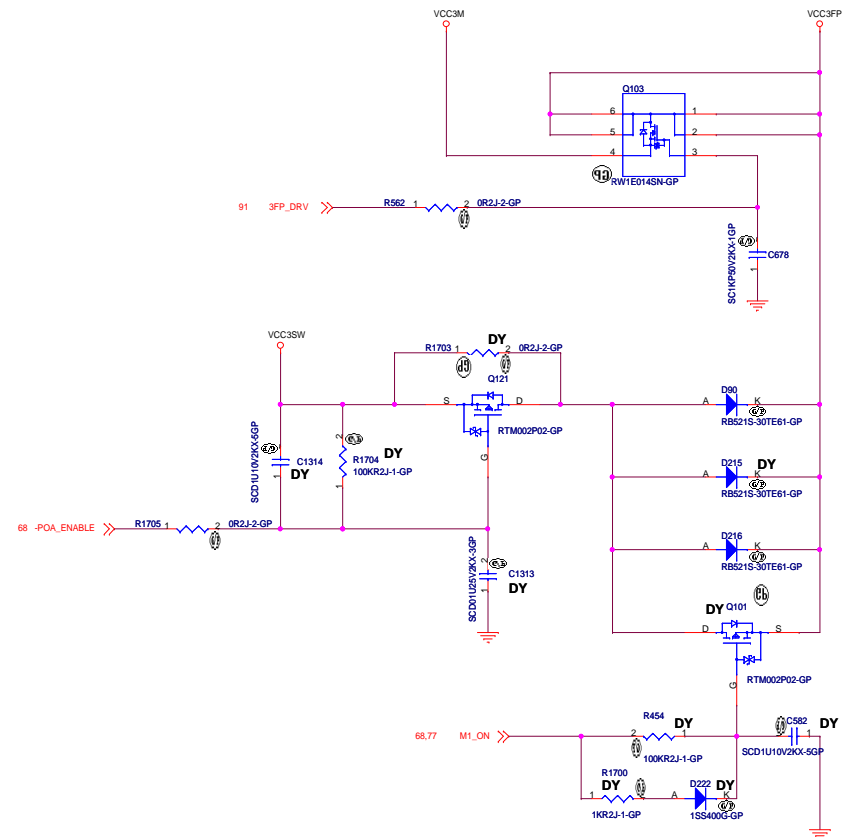 VCC3M
VCC3FP
Q103
6
1
5
2
4
3
RW1E014SN-GP
91
3FP_DRV
R562
1
2
0R2J-2-GP
SC1KP50V2KX-1GP
C678
1
VCC3SW
R1703
1
DY
2
0R2J-2-GP
Q121
S
D
RTM002P02-GP
G
SCD1U10V2KX-5GP
C1314
DY
1
2
R1704
DY
100KR2J-1-GP
1
68
-POA_ENABLE
R1705
1
2
0R2J-2-GP
SCD01U25V2KX-3GP
2
C1313
DY
1
D90
A
K
RB521S-30TE61-GP
D215
DY
A
K
RB521S-30TE61-GP
D216
A
K
RB521S-30TE61-GP
DY
Q101
D
S
RTM002P02-GP
G
68,77
M1_ON
R454
DY
2
1
100KR2J-1-GP
C582
DY
1
SCD1U10V2KX-5GP
R1700
DY
1
1KR2J-1-GP
D222
DY
A
K
1SS400G-GP